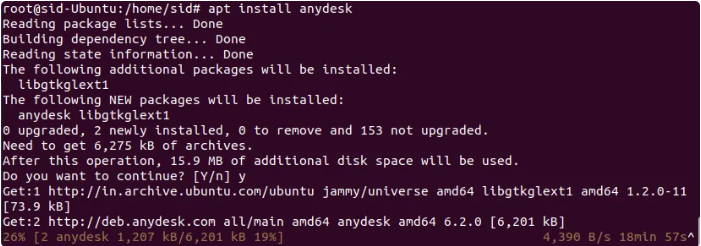 root@sid-Ubuntu:/home/sid# apt install anydesk
Reading package lists... Done
Building dependency tree... Done
Reading state information... Done
The following additional packages will be installed:
  libgtkglext1
The following NEW packages will be installed:
  anydesk libgtkglext1
0 upgraded, 2 newly installed, 0 to remove and 153 not upgraded.
Need to get 6,275 kB of archives.
After this operation, 15.9 MB of additional disk space will be used.
Do you want to continue? [Y/n] y
Get:1 http://in.archive.ubuntu.com/ubuntu jammy/universe amd64 libgtkglext1 amd64 1.2.0-11
[73.9 kB]
Get:2 http://deb.anydesk.com all/main amd64 anydesk amd64 6.2.0 [6,201 kB]
26% [2 anydesk 1,207 kB/6,201 kB 19%] 4,390 B/s 18min 57s^